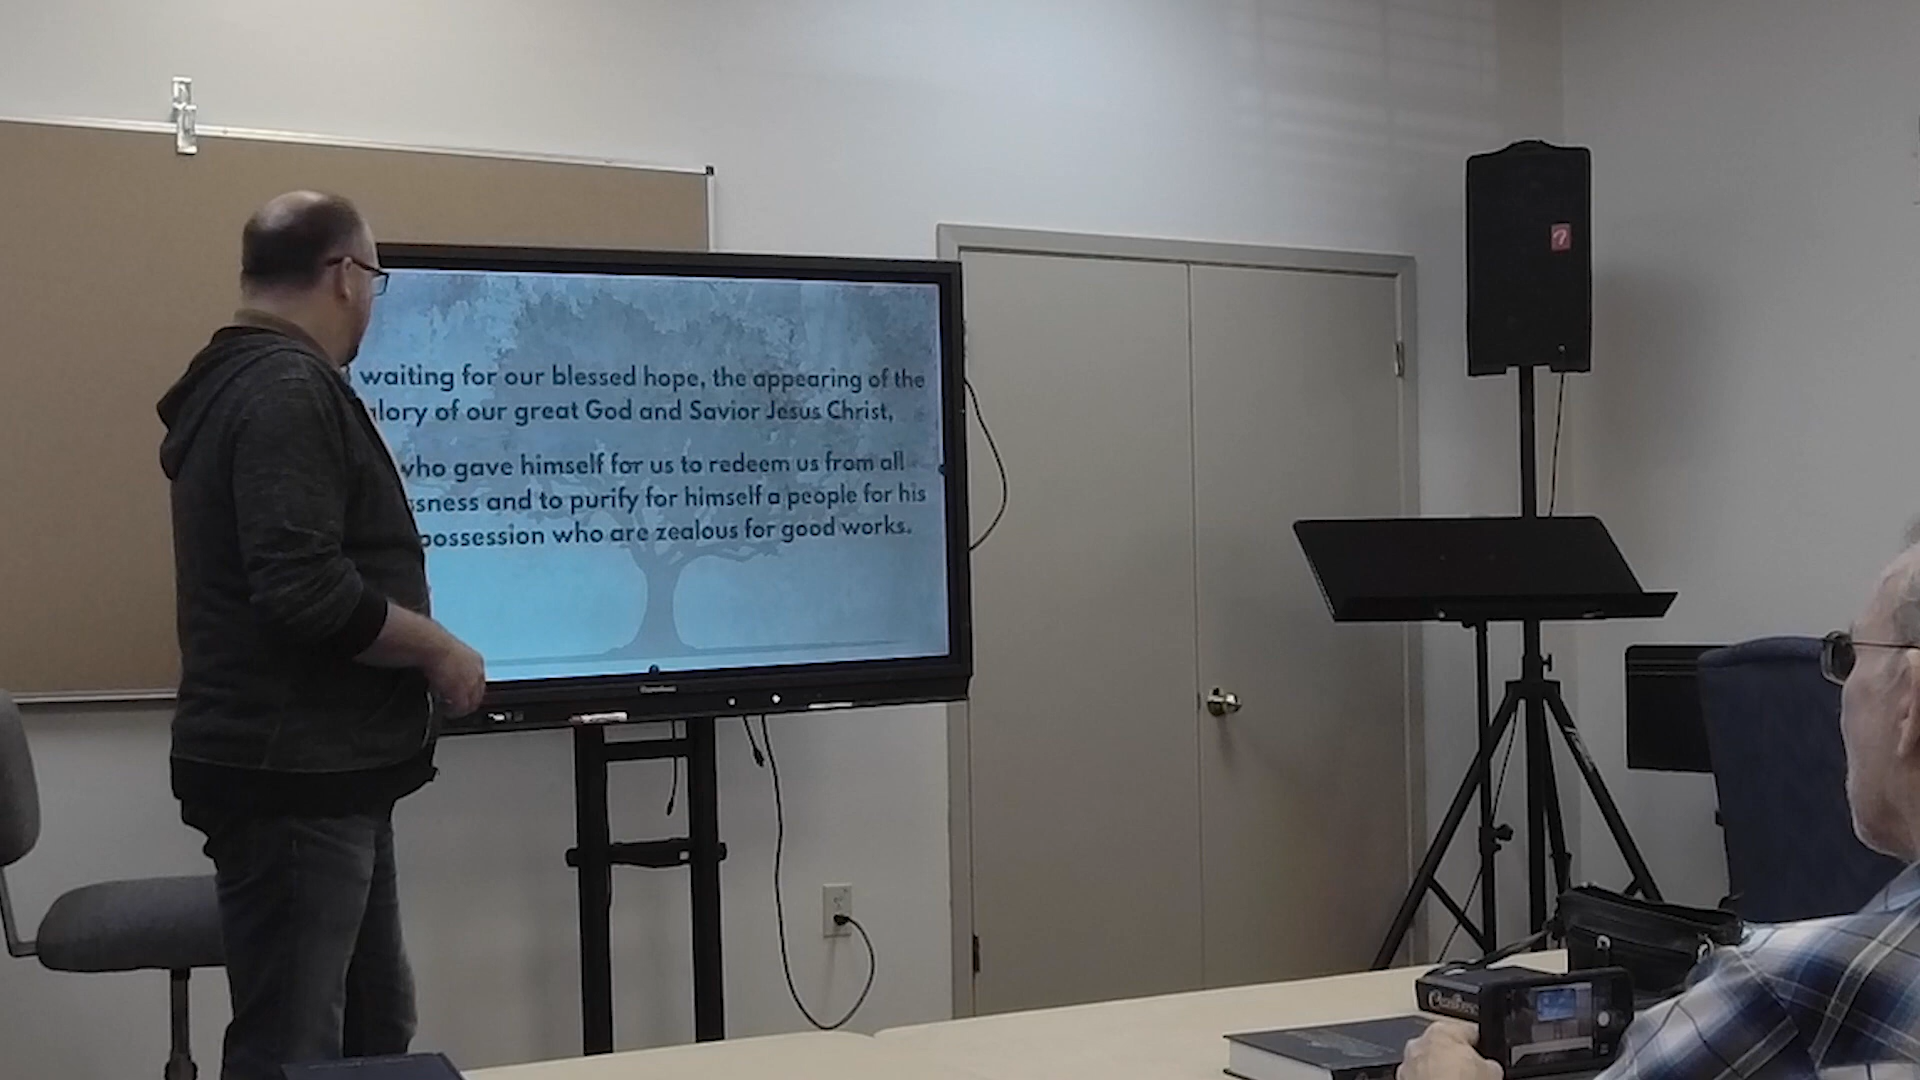 waiting for our blessed hope, the appearing of the
glory of our great God and Savior Jesus Christ,
who gave himself for us to redeem us from all
ssness and to purify for himself a people for his
possession who are zealous for good works.